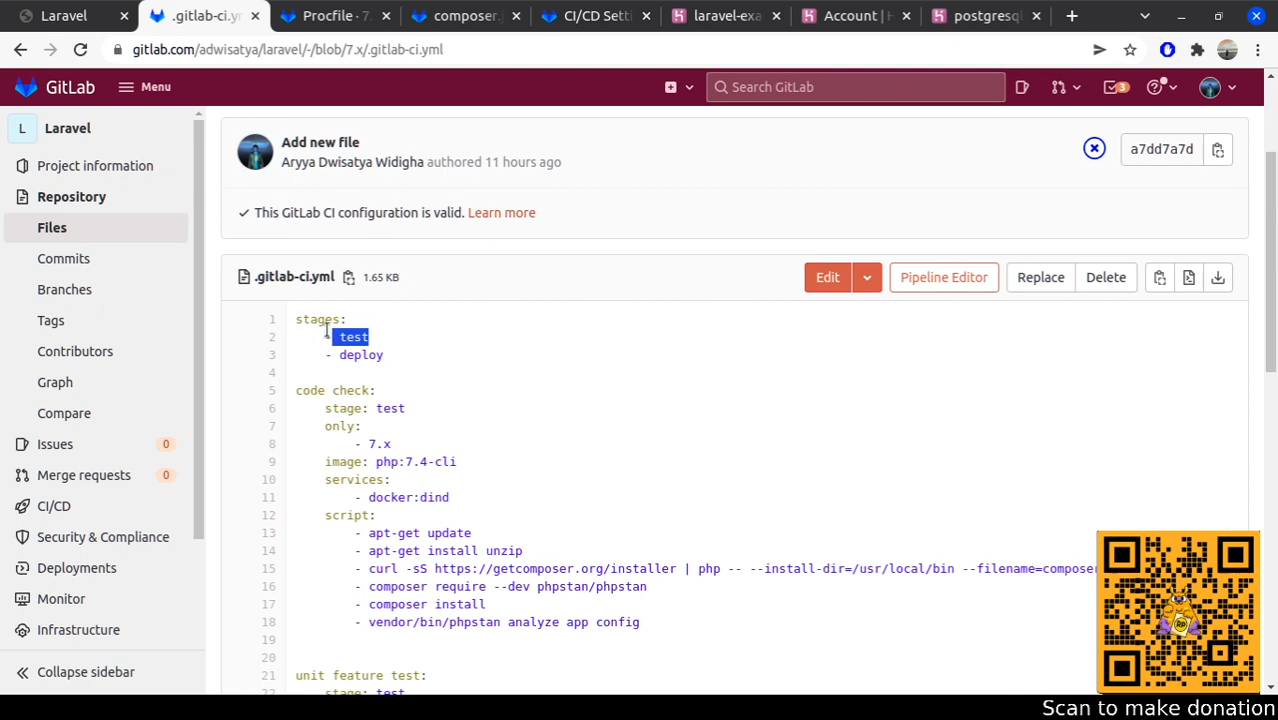 Laravel
.gitlab-ci.ym
Procfile · 7.
composer.j
CI/CD Sett
laravel-exa
Account | H
postgresql
gitlab.com/adwisatya/laravel/-/blob/7.x/.gitlab-ci.yml
GitLab
Menu
Search GitLab
3
L
Laravel
Project information
Repository
Files
Commits
Branches
Tags
Contributors
Graph
Compare
Issues 0
Merge requests 0
CI/CD
Security & Compliance
Deployments
Monitor
Infrastructure
Collapse sidebar
Add new file
Aryya Dwisatya Widigha authored 11 hours ago
a7dd7a7d
This GitLab CI configuration is valid. Learn more
.gitlab-ci.yml 1.65 KB
Edit
Pipeline Editor
Replace
Delete
1 stages:
2 - test
3 - deploy
4
5 code check:
6 stage: test
7 only:
8 - 7.x
9 image: php:7.4-cli
10 services:
11 - docker:dind
12 script:
13 - apt-get update
14 - apt-get install unzip
15 - curl -sS https://getcomposer.org/installer | php -- --install-dir=/usr/local/bin --filename=composer
16 - composer require --dev phpstan/phpstan
17 - composer install
18 - vendor/bin/phpstan analyze app config
19
20
21 unit feature test:
22 stage: test
Scan to make donation